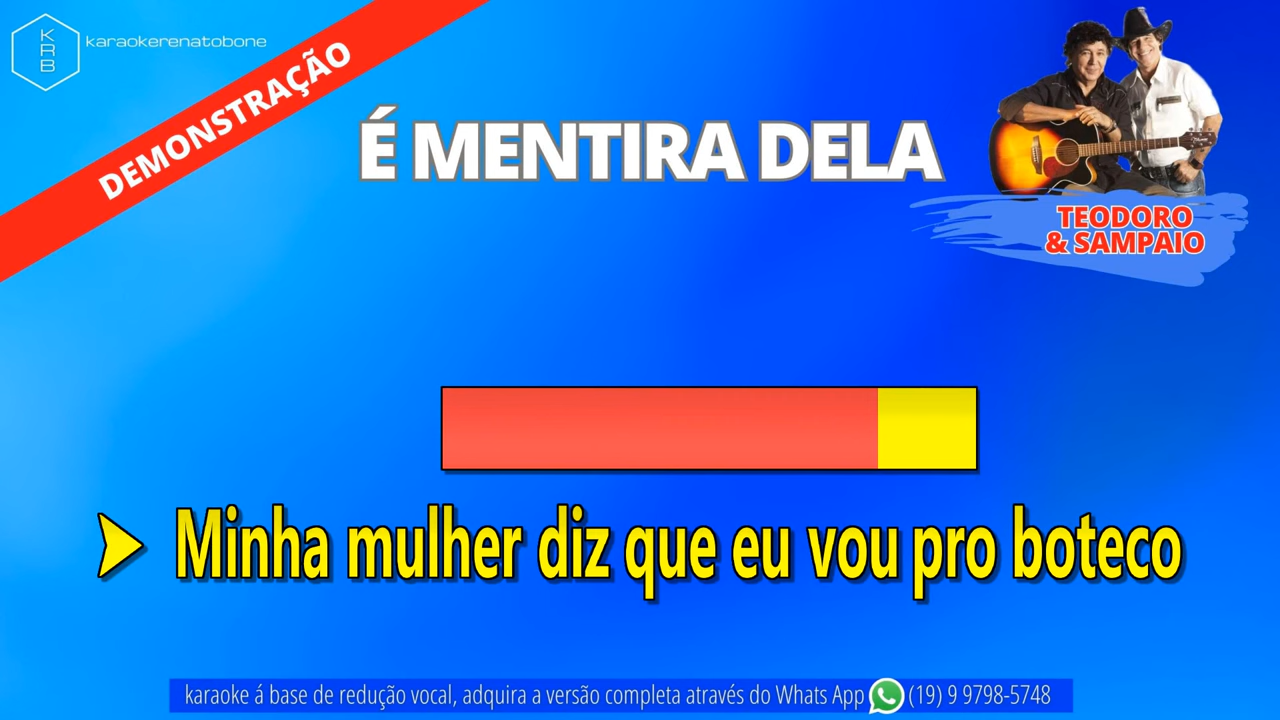 KRB
karaokerenatobone
DEMONSTRAÇÃO
É MENTIRA DELA
TEODORO
& SAMPAIO
Minha mulher diz que eu vou pro boteco
karaoke á base de redução vocal, adquira a versão completa através do Whats App (19) 9 9798-5748